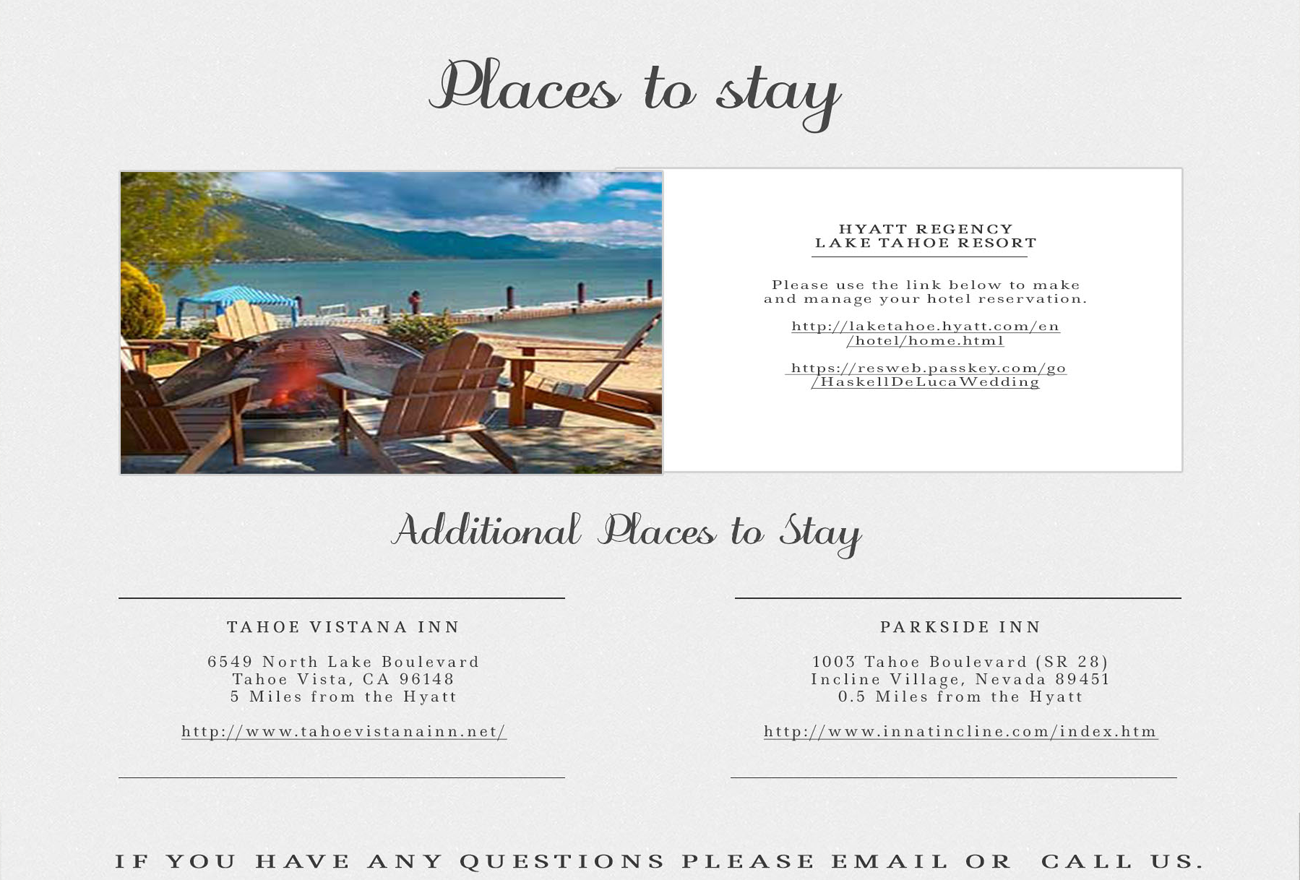 Places to stay
HYATT REGENCY
LAKE TAHOE RESORT
Please use the link below to make
and manage your hotel reservation.
http://laketahoe.hyatt.com/en
/hotel/home.html
https://resweb.passkey.com/go
/HaskellDeLucaWedding
Additional Places to Stay
TAHOE VISTANA INN
6549 North Lake Boulevard
Tahoe Vista, CA 96148
5 Miles from the Hyatt
http://www.tahoevistanainn.net/
PARKSIDE INN
1003 Tahoe Boulevard (SR 28)
Incline Village, Nevada 89451
0.5 Miles from the Hyatt
http://www.innatincline.com/index.htm
IF YOU HAVE ANY QUESTIONS PLEASE EMAIL OR CALL US.